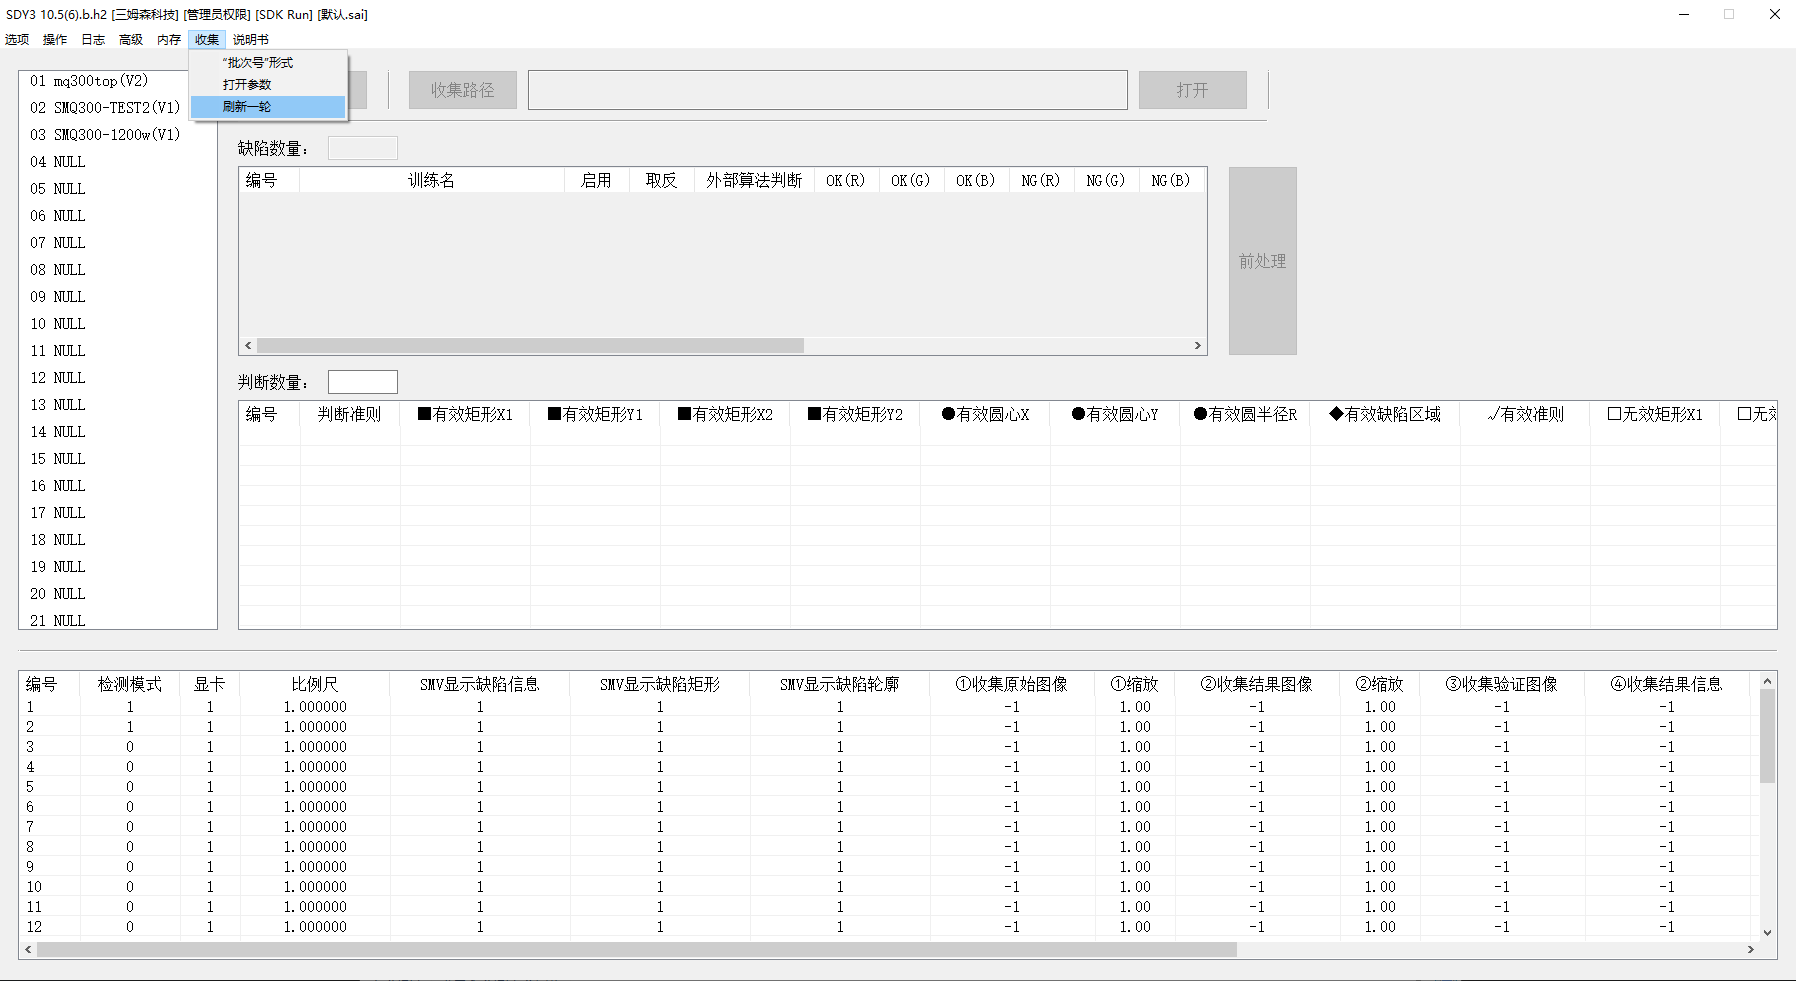 SDY3 10.5(6).b.h2 [三姆森科技] [管理员权限] [SDK Run] [默认.sai]
选项 操作 日志 高级 内存 收集 说明书
"批次号"形式
打开参数
刷新一轮
收集路径 打开
01 mq300top(V2)
02 SMQ300-TEST2(V1)
03 SMQ300-1200w(V1)
04 NULL
05 NULL
06 NULL
07 NULL
08 NULL
09 NULL
10 NULL
11 NULL
12 NULL
13 NULL
14 NULL
15 NULL
16 NULL
17 NULL
18 NULL
19 NULL
20 NULL
21 NULL
缺陷数量:
编号 训练名 启用 取反 外部算法判断 OK(R) OK(G) OK(B) NG(R) NG(G) NG(B)
前处理
判断数量:
编号 判断准则 ■有效矩形X1 ■有效矩形Y1 ■有效矩形X2 ■有效矩形Y2 ●有效圆心X ●有效圆心Y ●有效圆半径R ◆有效缺陷区域 √有效准则 □无效矩形X1 □无
编号 检测模式 显卡 比例尺 SMV显示缺陷信息 SMV显示缺陷矩形 SMV显示缺陷轮廓 ①收集原始图像 ①缩放 ②收集结果图像 ②缩放 ③收集验证图像 ④收集结果信息
1 1 1 1.000000 1 1 1 -1 1.00 -1 1.00 -1 -1
2 1 1 1.000000 1 1 1 -1 1.00 -1 1.00 -1 -1
3 0 1 1.000000 1 1 1 -1 1.00 -1 1.00 -1 -1
4 0 1 1.000000 1 1 1 -1 1.00 -1 1.00 -1 -1
5 0 1 1.000000 1 1 1 -1 1.00 -1 1.00 -1 -1
6 0 1 1.000000 1 1 1 -1 1.00 -1 1.00 -1 -1
7 0 1 1.000000 1 1 1 -1 1.00 -1 1.00 -1 -1
8 0 1 1.000000 1 1 1 -1 1.00 -1 1.00 -1 -1
9 0 1 1.000000 1 1 1 -1 1.00 -1 1.00 -1 -1
10 0 1 1.000000 1 1 1 -1 1.00 -1 1.00 -1 -1
11 0 1 1.000000 1 1 1 -1 1.00 -1 1.00 -1 -1
12 0 1 1.000000 1 1 1 -1 1.00 -1 1.00 -1 -1